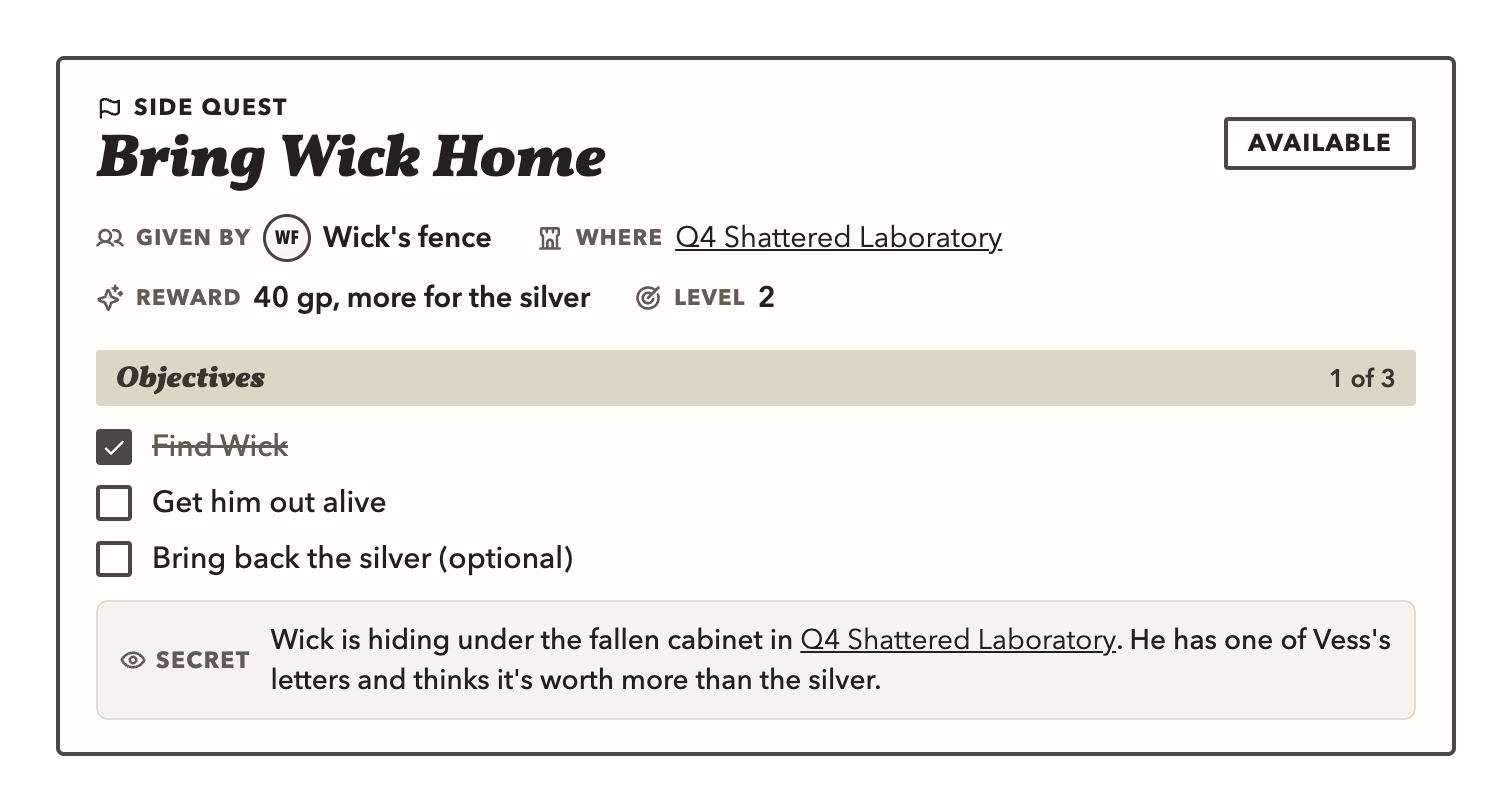 SIDE QUEST
Bring Wick Home
AVAILABLE
GIVEN BY WF Wick's fence WHERE Q4 Shattered Laboratory
REWARD 40 gp, more for the silver LEVEL 2
Objectives 1 of 3
Find Wick
Get him out alive
Bring back the silver (optional)
SECRET Wick is hiding under the fallen cabinet in Q4 Shattered Laboratory. He has one of Vess's
letters and thinks it's worth more than the silver.